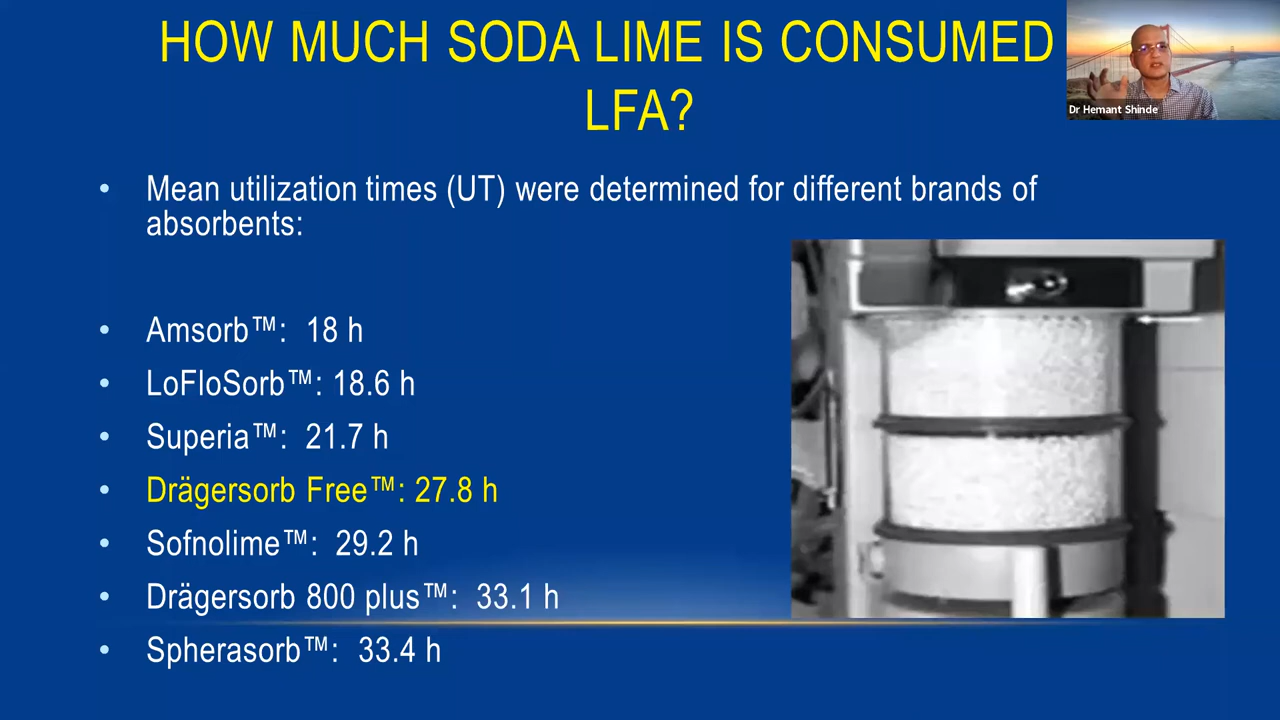 HOW MUCH SODA LIME IS CONSUMED
LFA?
Dr Hemant Shinde
• Mean utilization times (UT) were determined for different brands of
absorbents:
• Amsorb™: 18 h
• LoFloSorb™: 18.6 h
• Superia™: 21.7 h
• Drägersorb Free™: 27.8 h
• Sofnolime™: 29.2 h
• Drägersorb 800 plus™: 33.1 h
• Spherasorb™: 33.4 h